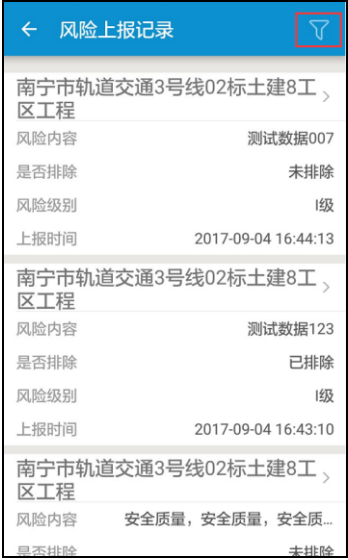 风险上报记录
南宁市轨道交通3号线02标土建8工
区工程
风险内容 测试数据007
是否排除 未排除
风险级别 I级
上报时间 2017-09-04 16:44:13
南宁市轨道交通3号线02标土建8工
区工程
风险内容 测试数据123
是否排除 已排除
风险级别 I级
上报时间 2017-09-04 16:43:10
南宁市轨道交通3号线02标土建8工
区工程
风险内容 安全质量，安全质量，安全质...
是否排除 未排除